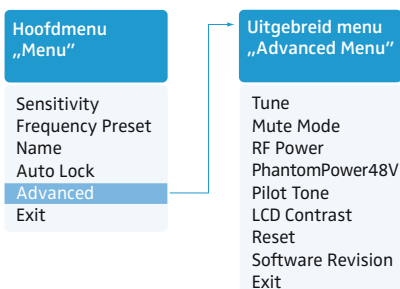 Hoofdmenu
„Menu”
Sensitivity
Frequency Preset
Name
Auto Lock
Advanced
Exit
Uitgebreid menu
„Advanced Menu”
Tune
Mute Mode
RF Power
PhantomPower48V
Pilot Tone
LCD Contrast
Reset
Software Revision
Exit